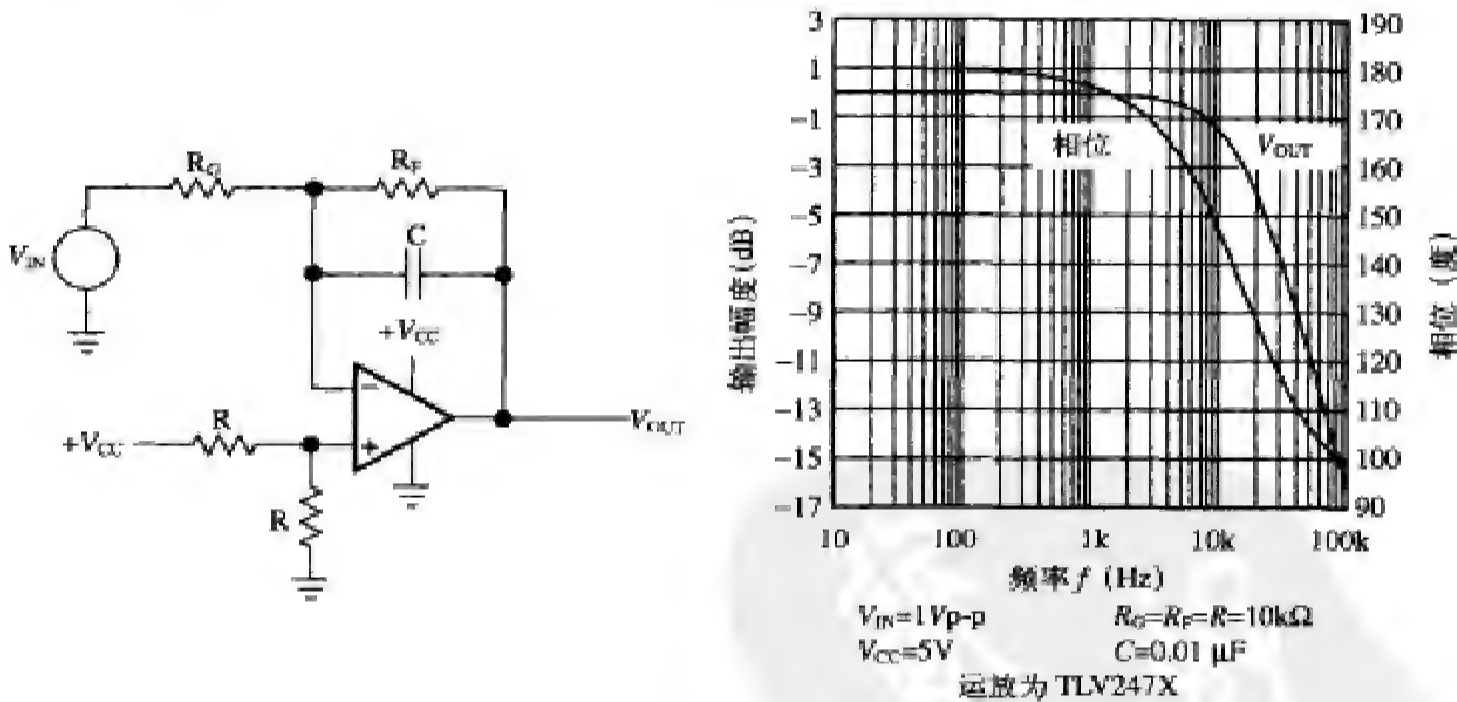 R_G
R_F
V_IN
C
+V_CC
−
R
+V_CC
+
V_OUT
R
3
1
−1
−3
−5
−7
−9
−11
−13
−15
−17
输出幅度(dB)
相位
V_OUT
190
180
170
160
150
140
130
120
110
100
90
相位(度)
10
100
1k
10k
100k
频率 f (Hz)
V_IN=1Vp-p
R_G=R_F=R=10kΩ
V_CC=5V
C=0.01 μF
运放为 TLV247X